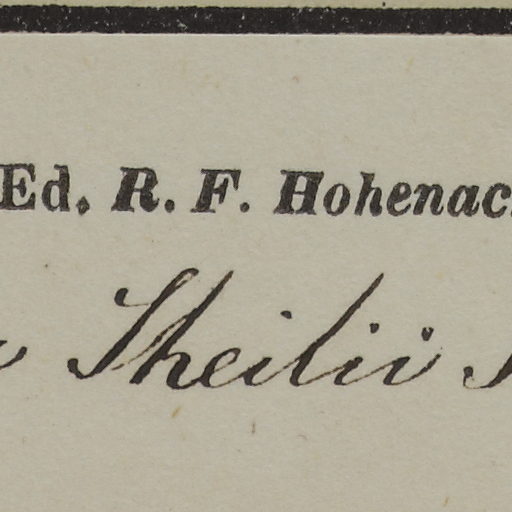 Ed. R. F. Hohenac
Sheilii